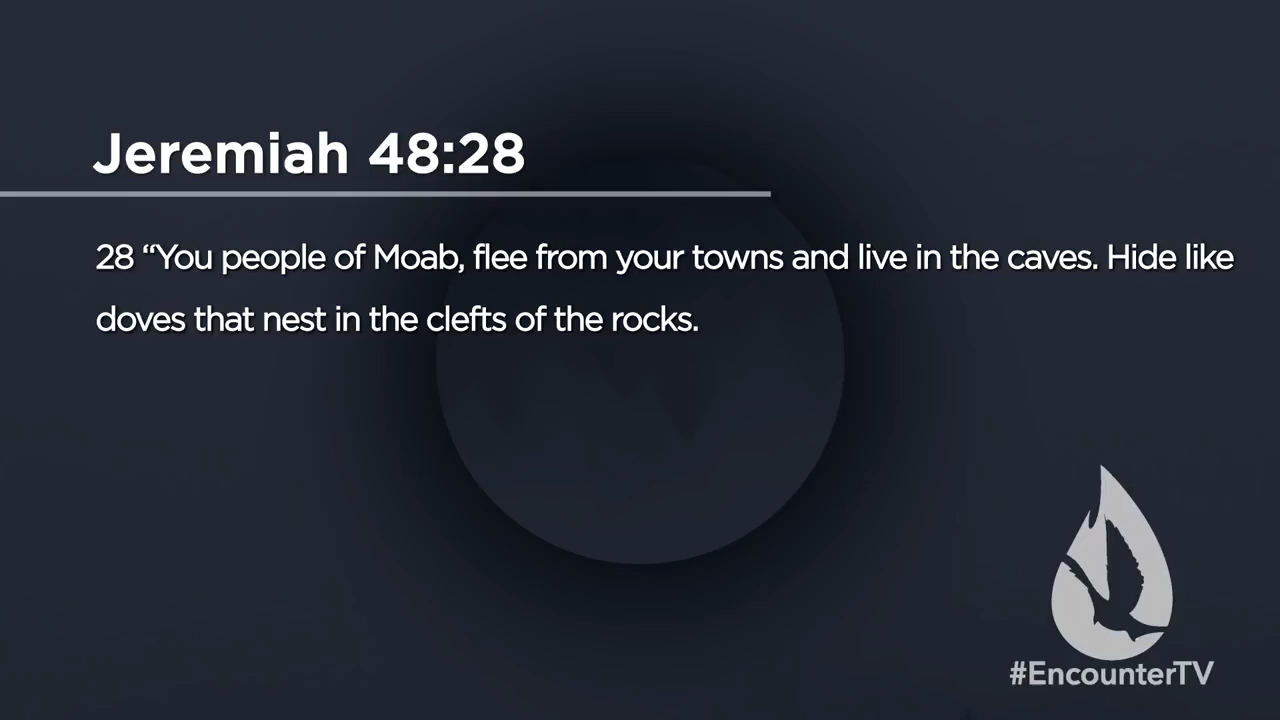 Jeremiah 48:28
28 “You people of Moab, flee from your towns and live in the caves. Hide like
doves that nest in the clefts of the rocks.
#EncounterTV